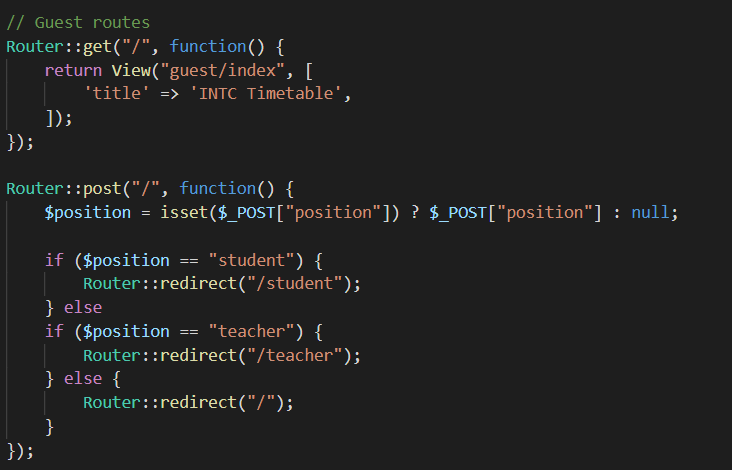 // Guest routes
Router::get("/", function() {
    return View("guest/index", [
        'title' => 'INTC Timetable',
    ]);
});

Router::post("/", function() {
    $position = isset($_POST["position"]) ? $_POST["position"] : null;

    if ($position == "student") {
        Router::redirect("/student");
    } else
    if ($position == "teacher") {
        Router::redirect("/teacher");
    } else {
        Router::redirect("/");
    }
});